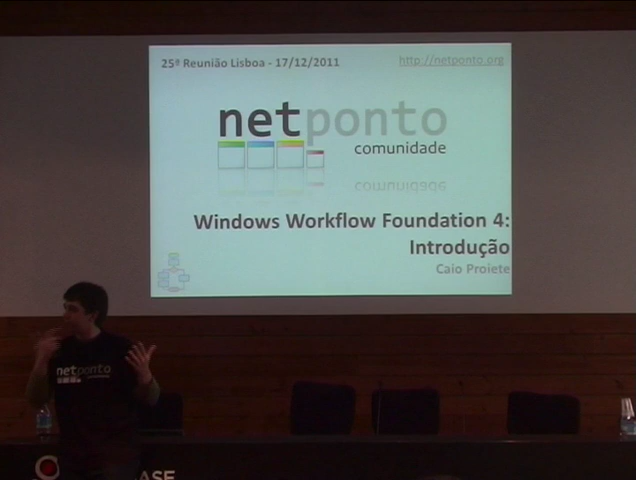 25ª Reunião Lisboa - 17/12/2011
http://netponto.org
netponto
comunidade
Windows Workflow Foundation 4:
Introdução
Caio Proiete
netponto
ASE